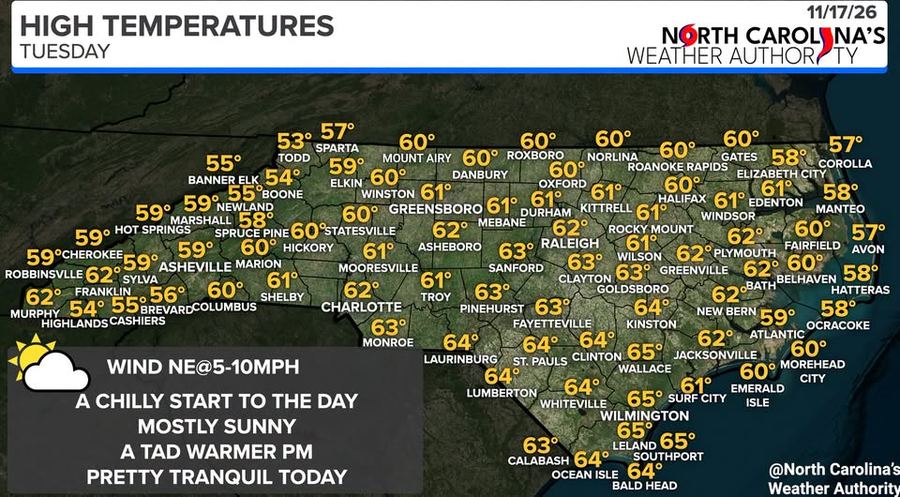 HIGH TEMPERATURES
TUESDAY
11/17/26
NORTH CAROLINA'S
WEATHER AUTHORITY
53° TODD
57° SPARTA
60° MOUNT AIRY
60° DANBURY
60° ROXBORO
60° NORLINA
60° ROANOKE RAPIDS
60° GATES
58° ELIZABETH CITY
57° COROLLA
55° BANNER ELK
54° BOONE
59° ELKIN
60° WINSTON
61° GREENSBORO
61° MEBANE
61° DURHAM
60° OXFORD
61° KITTRELL
60° HALIFAX
61° WINDSOR
61° EDENTON
58° MANTEO
59° HOT SPRINGS
59° MARSHALL
55° NEWLAND
58° SPRUCE PINE
60° HICKORY
60° STATESVILLE
62° ASHEBORO
63° SANFORD
62° RALEIGH
61° ROCKY MOUNT
61° WILSON
62° GREENVILLE
62° PLYMOUTH
60° FAIRFIELD
57° AVON
59° ROBBINSVLLE
59° CHEROKEE
59° SYLVA
59° ASHEVILLE
60° MARION
61° MOORESVILLE
63° CLAYTON
63° GOLDSBORO
62° BATH
60° BELHAVEN
58° HATTERAS
62° MURPHY
62° FRANKLIN
54° HIGHLANDS
55° CASHIERS
56° BREVARD
60° COLUMBUS
61° SHELBY
62° CHARLOTTE
61° TROY
63° PINEHURST
63° FAYETTEVILLE
64° KINSTON
62° NEW BERN
59° ATLANTIC
58° OCRACOKE
63° MONROE
64° LAURINBURG
64° ST. PAULS
64° CLINTON
65° WALLACE
62° JACKSONVILLE
60° MOREHEAD
CITY
64° LUMBERTON
64° WHITEVILLE
65° WILMINGTON
61° SURF CITY
60° EMERALD
ISLE
63° CALABASH
64° OCEAN ISLE
65° LELAND
65° SOUTHPORT
64° BALD HEAD
WIND NE@5-10MPH
A CHILLY START TO THE DAY
MOSTLY SUNNY
A TAD WARMER PM
PRETTY TRANQUIL TODAY
@North Carolina's
Weather Authority